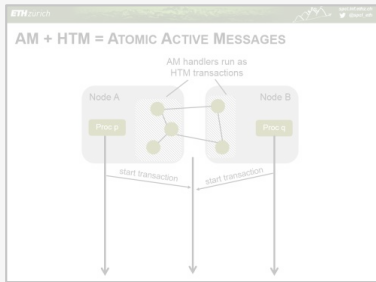 ETH zürich
AM + HTM = ATOMIC ACTIVE MESSAGES
AM handlers run as
HTM transactions
Node A
Node B
Proc p
Proc q
start transaction
start transaction